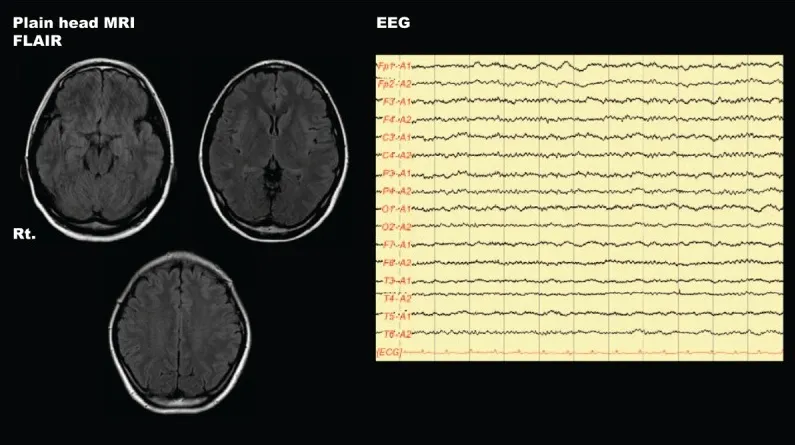 Plain head MRI
FLAIR
EEG
Rt.
Fp1-A1
Fp2-A2
F3-A1
F4-A2
C3-A1
C4-A2
P3-A1
P4-A2
O1-A1
O2-A2
F7-A1
F8-A2
T3-A1
T4-A2
T5-A1
T6-A2
[ECG]